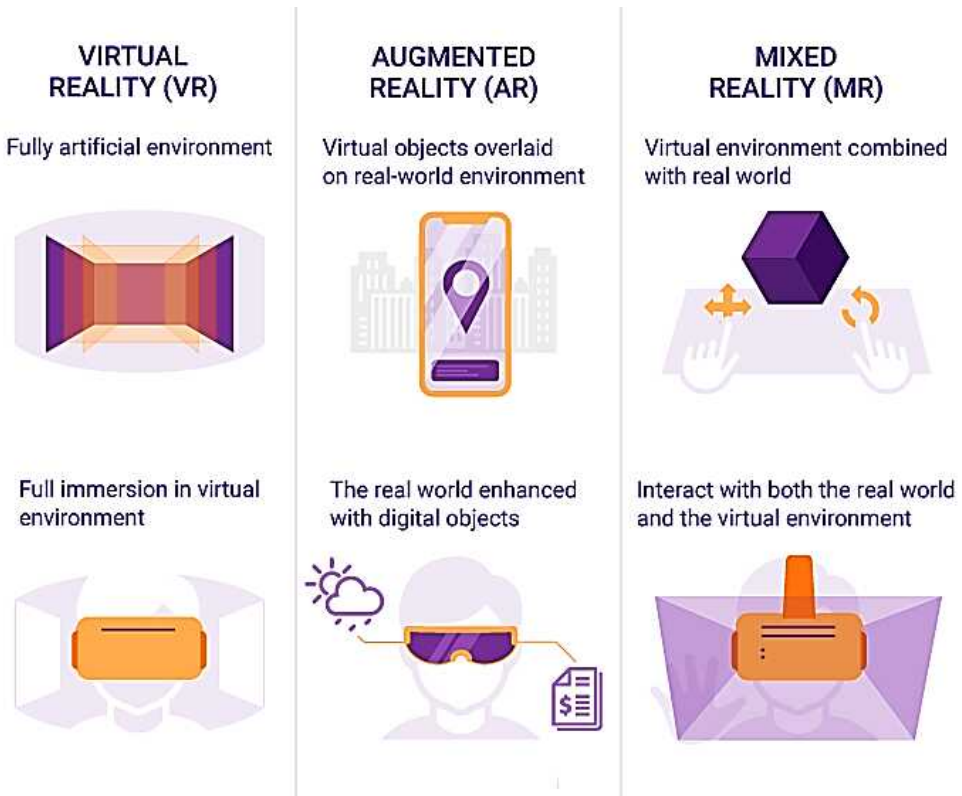 VIRTUAL
REALITY (VR)
Fully artificial environment
Full immersion in virtual
environment
AUGMENTED
REALITY (AR)
Virtual objects overlaid
on real-world environment
The real world enhanced
with digital objects
$
MIXED
REALITY (MR)
Virtual environment combined
with real world
Interact with both the real world
and the virtual environment